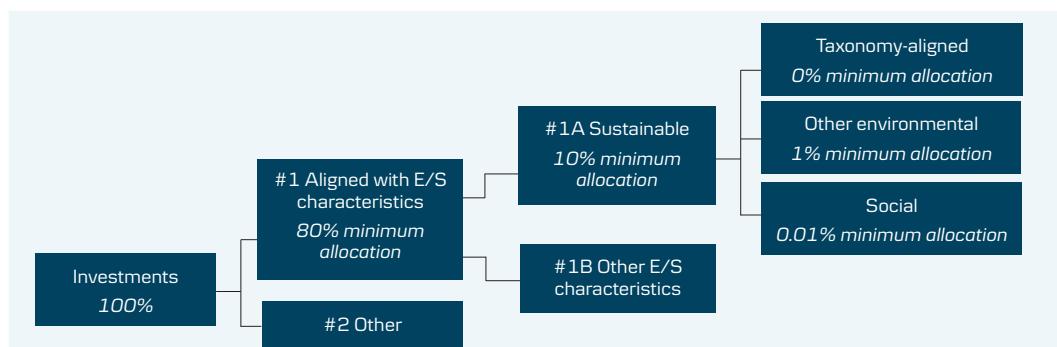 Investments
100%
#1 Aligned with E/S
characteristics
80% minimum
allocation
#2 Other
#1A Sustainable
10% minimum
allocation
#1B Other E/S
characteristics
Taxonomy-aligned
0% minimum allocation
Other environmental
1% minimum allocation
Social
0.01% minimum allocation